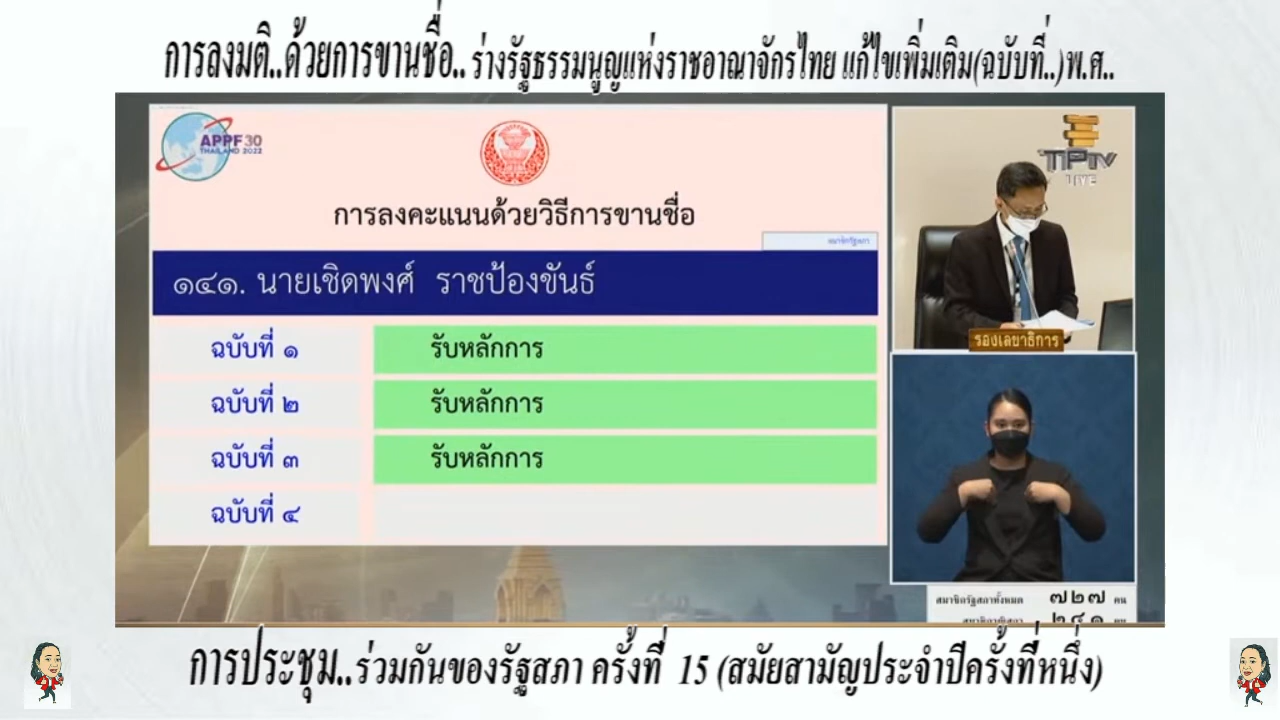 การลงมติ..ด้วยการขานชื่อ.. ร่างรัฐธรรมนูญแห่งราชอาณาจักรไทย แก้ไขเพิ่มเติม(ฉบับที่..)พ.ศ..
APPF 30
THAILAND 2022
การลงคะแนนด้วยวิธีการขานชื่อ
สมาชิกรัฐสภา
๑๔๑. นายเชิดพงศ์ ราชป้องขันธ์
ฉบับที่ ๑ รับหลักการ
ฉบับที่ ๒ รับหลักการ
ฉบับที่ ๓ รับหลักการ
ฉบับที่ ๔
TPTV
LIVE
รองเลขาธิการ
สมาชิกรัฐสภาทั้งหมด ๗๒๗ คน
การประชุม..ร่วมกันของรัฐสภา ครั้งที่ 15 (สมัยสามัญประจำปีครั้งที่หนึ่ง)